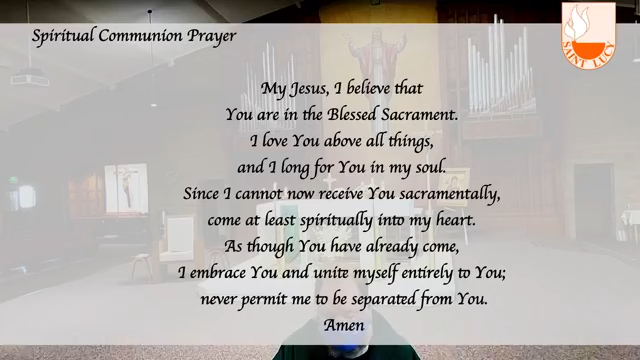 Spiritual Communion Prayer
SAINT LUCY
My Jesus, I believe that
You are in the Blessed Sacrament.
I love You above all things,
and I long for You in my soul.
Since I cannot now receive You sacramentally,
come at least spiritually into my heart.
As though You have already come,
I embrace You and unite myself entirely to You;
never permit me to be separated from You.
Amen